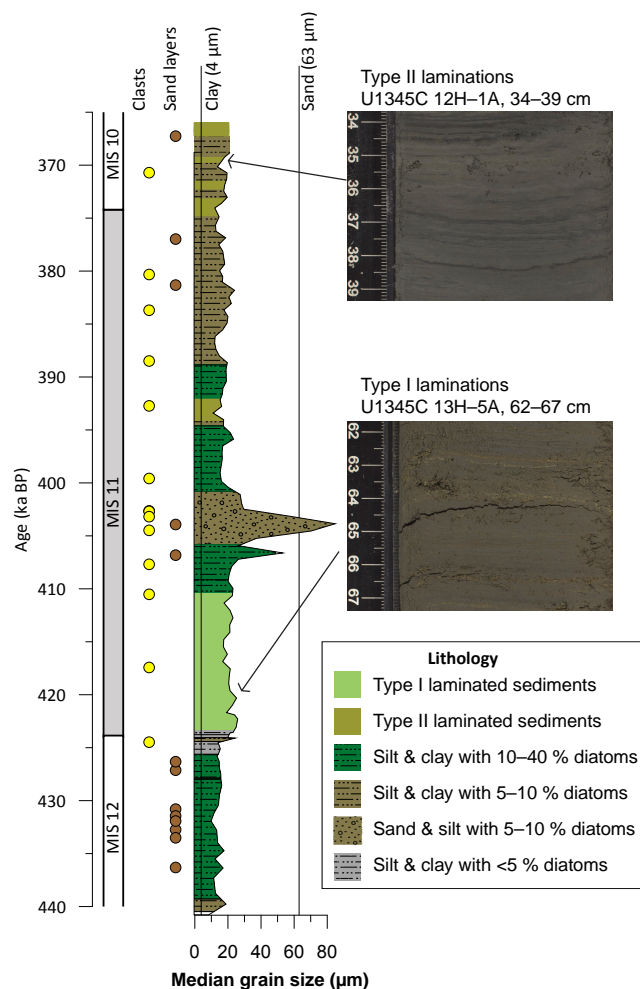 Clasts
Sand layers
Clay (4 µm)
Sand (63 µm)
Type II laminations
U1345C 12H–1A, 34–39 cm
34
35
36
37
38
39
Type I laminations
U1345C 13H–5A, 62–67 cm
62
63
64
65
66
67
MIS 10
MIS 11
MIS 12
Age (ka BP)
370
380
390
400
410
420
430
440
Lithology
Type I laminated sediments
Type II laminated sediments
Silt & clay with 10–40 % diatoms
Silt & clay with 5–10 % diatoms
Sand & silt with 5–10 % diatoms
Silt & clay with <5 % diatoms
0 20 40 60 80
Median grain size (µm)